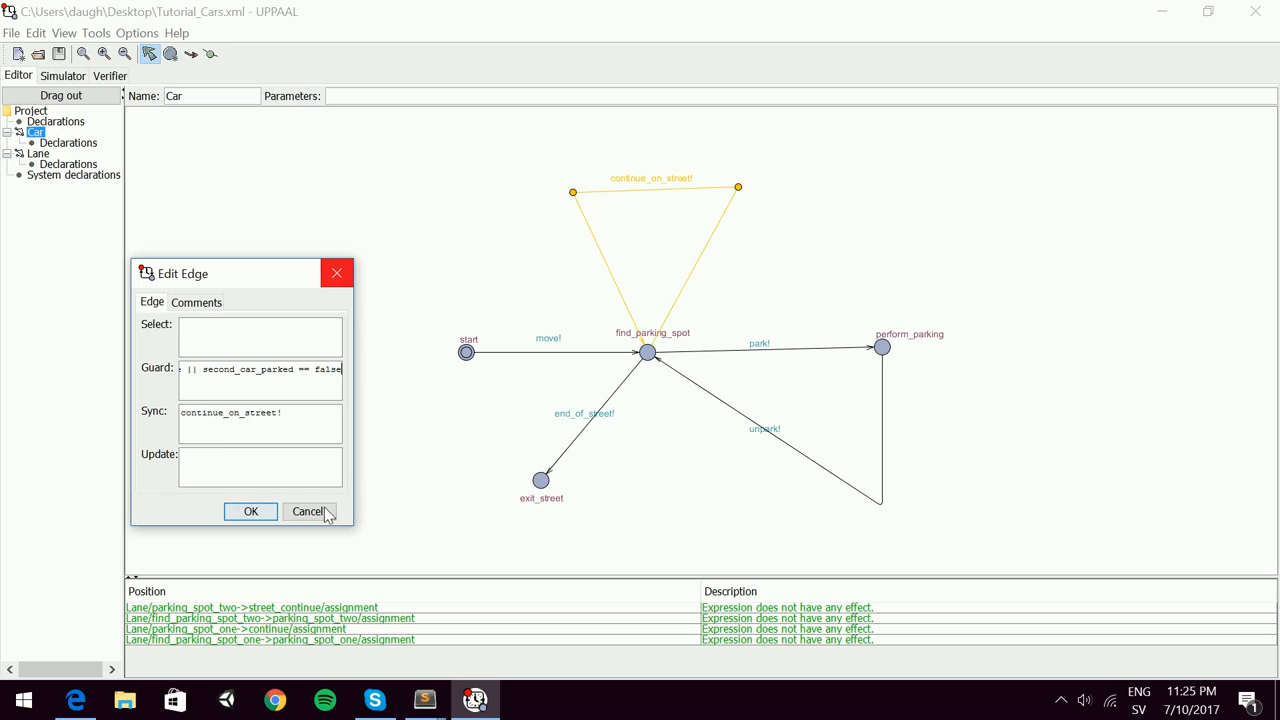 C:\Users\daugh\Desktop\Tutorial_Cars.xml - UPPAAL
File Edit View Tools Options Help
Editor Simulator Verifier
Drag out
Name: Car Parameters:
Project
Declarations
Car
Declarations
Lane
Declarations
System declarations
continue_on_street!
Edit Edge
Edge Comments
Select:
Guard: || second_car_parked == false
Sync: continue_on_street!
Update:
OK Cancel
start
move!
find_parking_spot
park!
perform_parking
end_of_street!
unpark!
exit_street
Position Description
Lane/parking_spot_two->street_continue/assignment Expression does not have any effect.
Lane/find_parking_spot_two->parking_spot_two/assignment Expression does not have any effect.
Lane/parking_spot_one->continue/assignment Expression does not have any effect.
Lane/find_parking_spot_one->parking_spot_one/assignment Expression does not have any effect.
ENG 11:25 PM
SV 7/10/2017
1